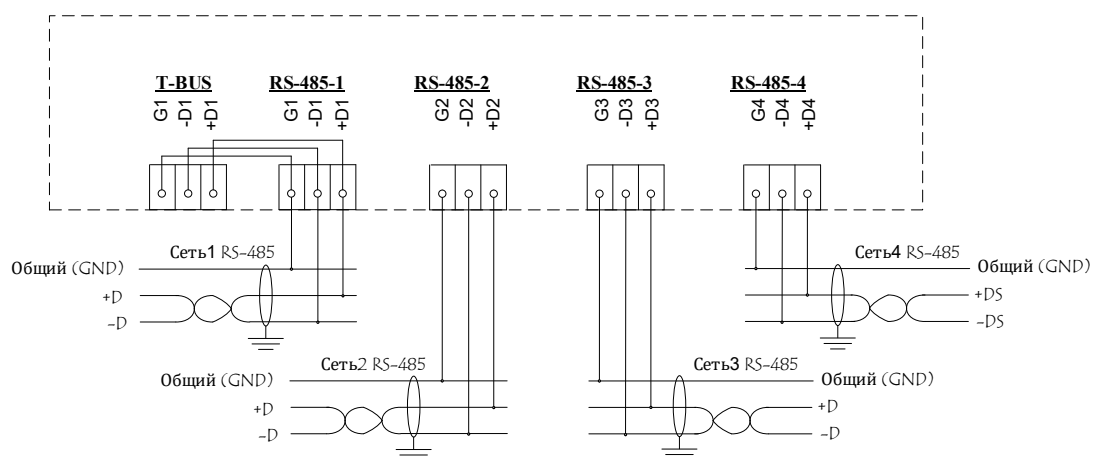 T-BUS RS-485-1 RS-485-2 RS-485-3 RS-485-4
G1 -D1 +D1 G1 -D1 +D1 G2 -D2 +D2 G3 -D3 +D3 G4 -D4 +D4
Сеть1 RS-485 Сеть4 RS-485
Общий (GND) Общий (GND)
+D +DS
-D -DS
Сеть2 RS-485 Сеть3 RS-485
Общий (GND) Общий (GND)
+D +D
-D -D